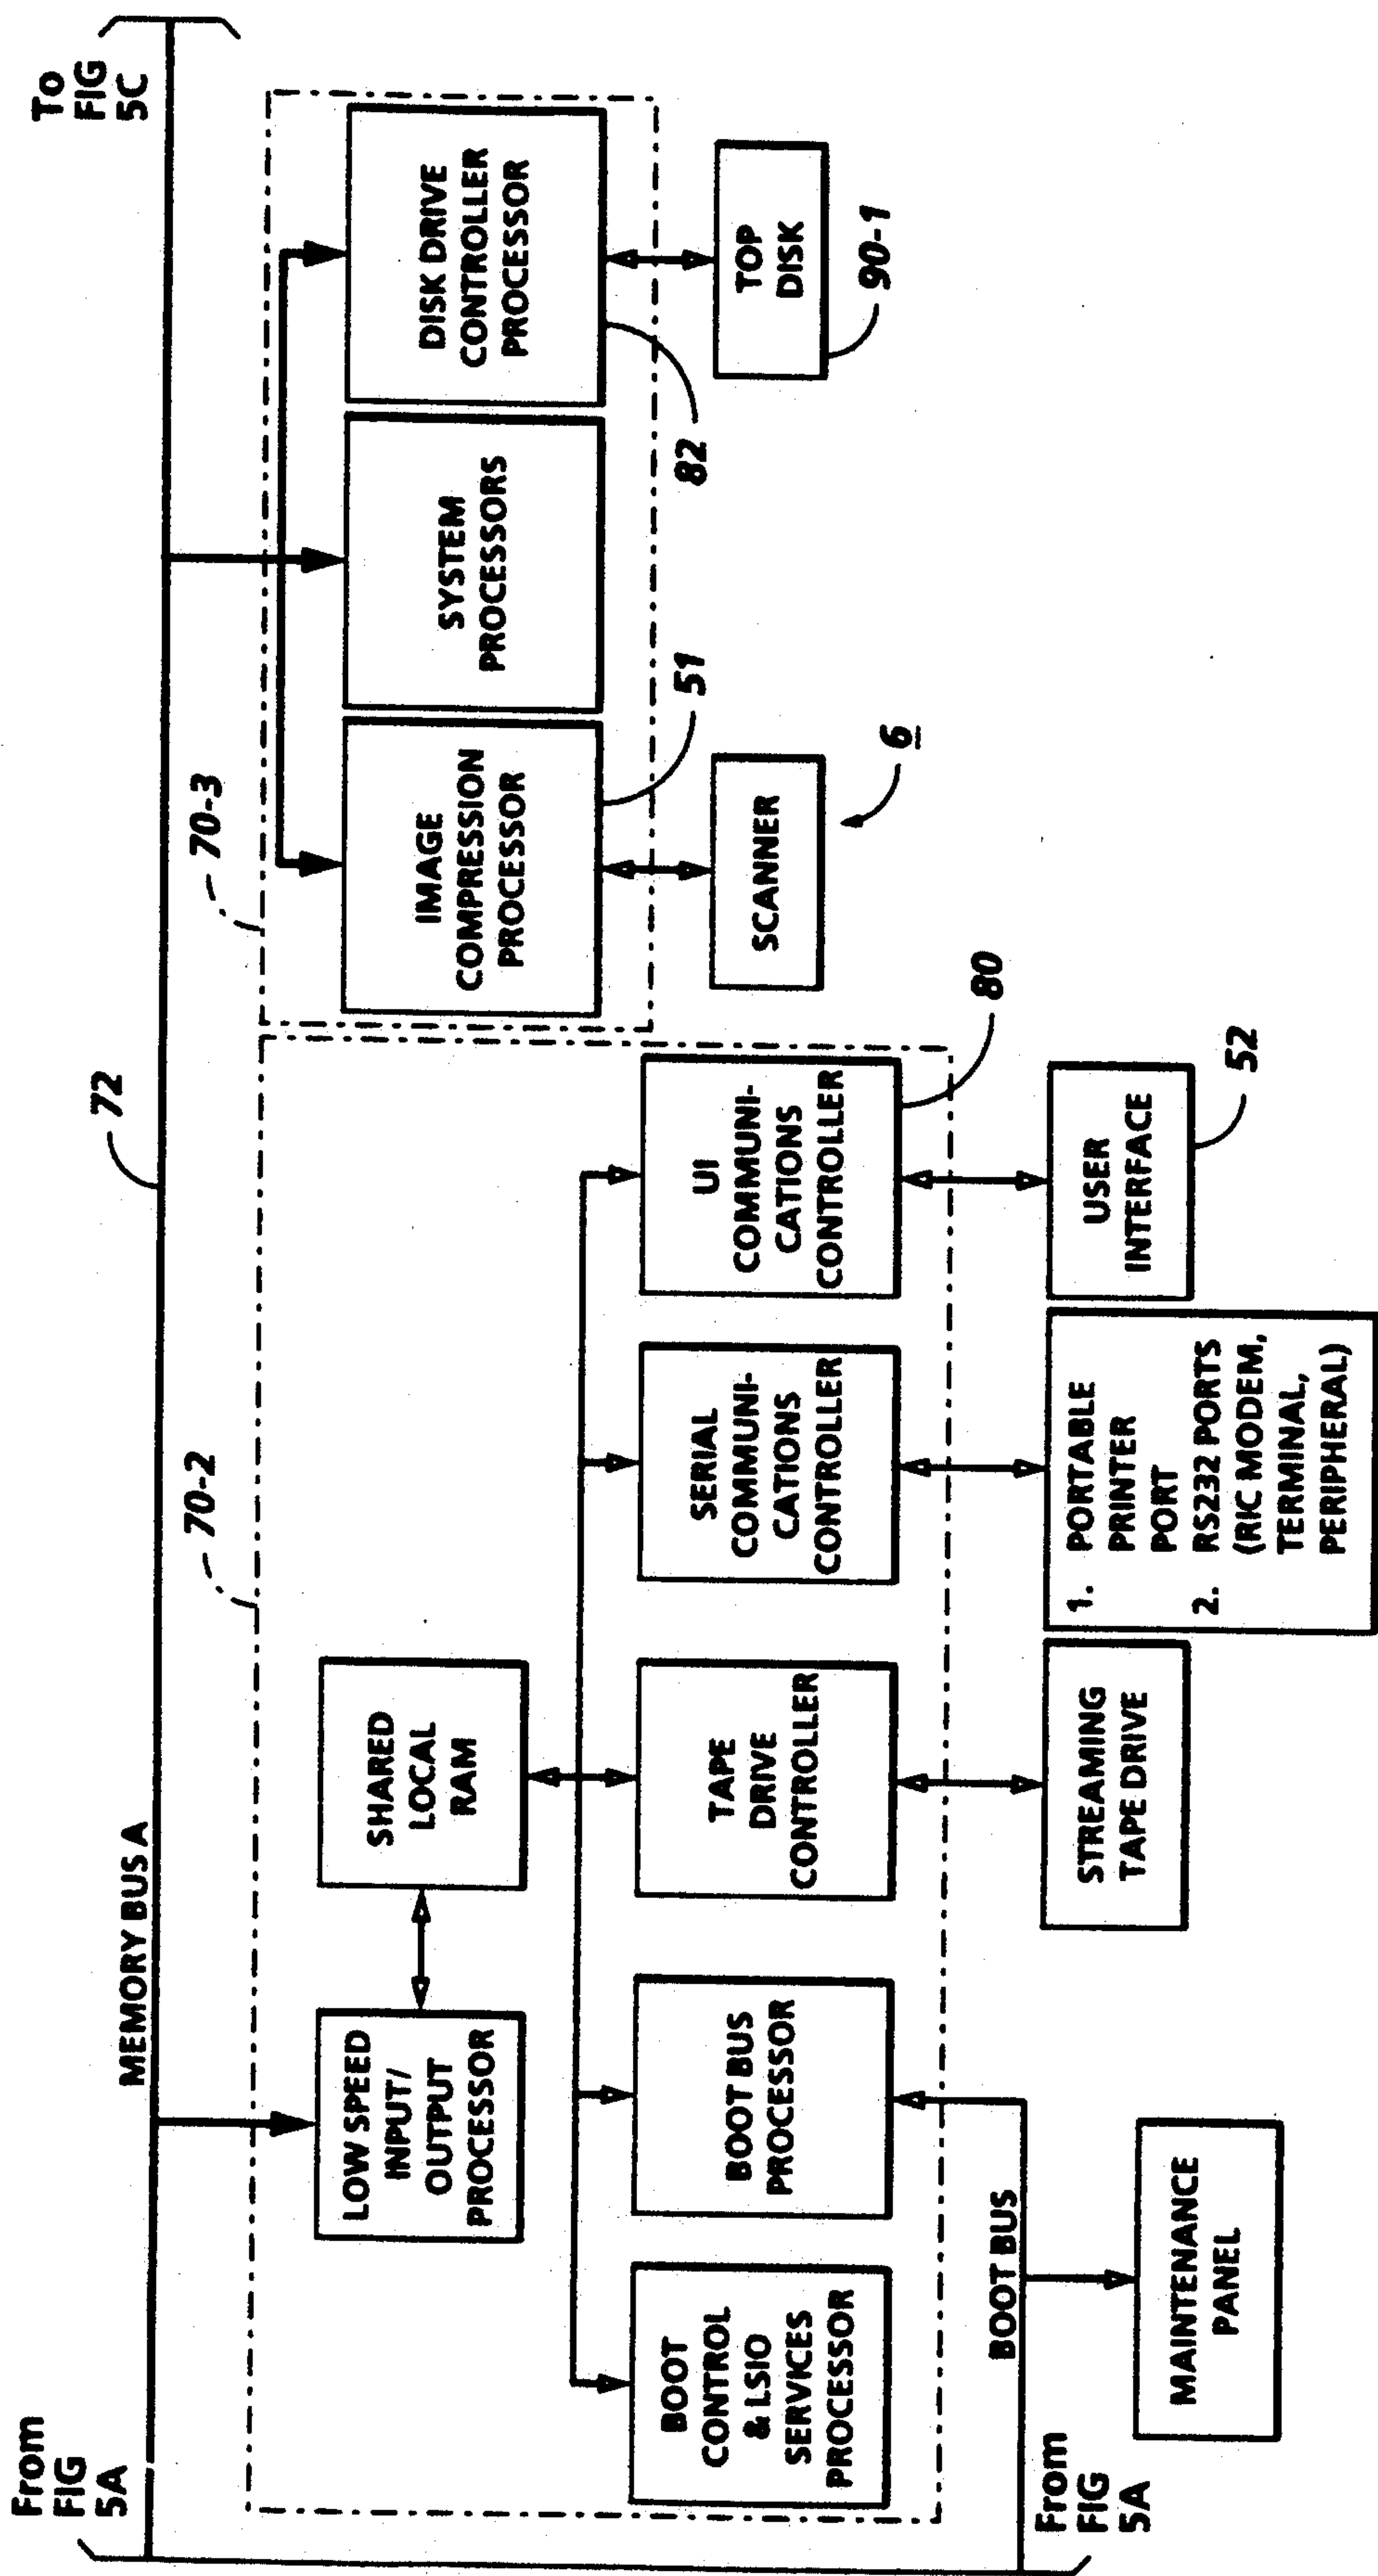 From
FIG
5A
MEMORY BUS A
72
To
FIG
5C
70-2
70-3
LOW SPEED
INPUT/
OUTPUT
PROCESSOR
SHARED
LOCAL
RAM
IMAGE
COMPRESSION
PROCESSOR
SYSTEM
PROCESSORS
DISK DRIVE
CONTROLLER
PROCESSOR
51
82
SCANNER
6
TOP
DISK
90-1
BOOT
CONTROL
& LSIO
SERVICES
PROCESSOR
BOOT BUS
PROCESSOR
TAPE
DRIVE
CONTROLLER
SERIAL
COMMUNI-
CATIONS
CONTROLLER
UI
COMMUNI-
CATIONS
CONTROLLER
80
BOOT BUS
From
FIG
5A
MAINTENANCE
PANEL
STREAMING
TAPE DRIVE
1. PORTABLE
PRINTER
PORT
2. RS232 PORTS
(RIC MODEM,
TERMINAL,
PERIPHERAL)
USER
INTERFACE
52